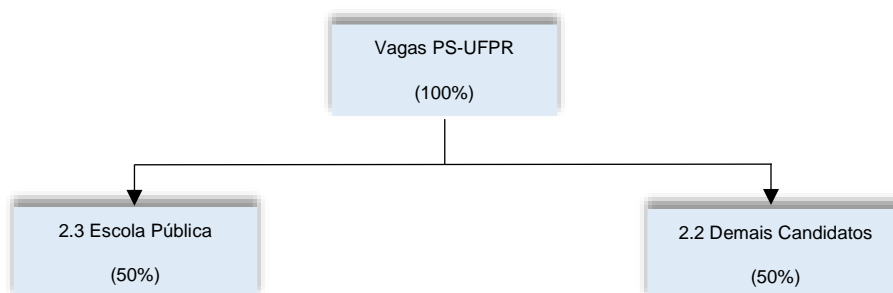 Vagas PS-UFPR
(100%)
2.3 Escola Pública
(50%)
2.2 Demais Candidatos
(50%)